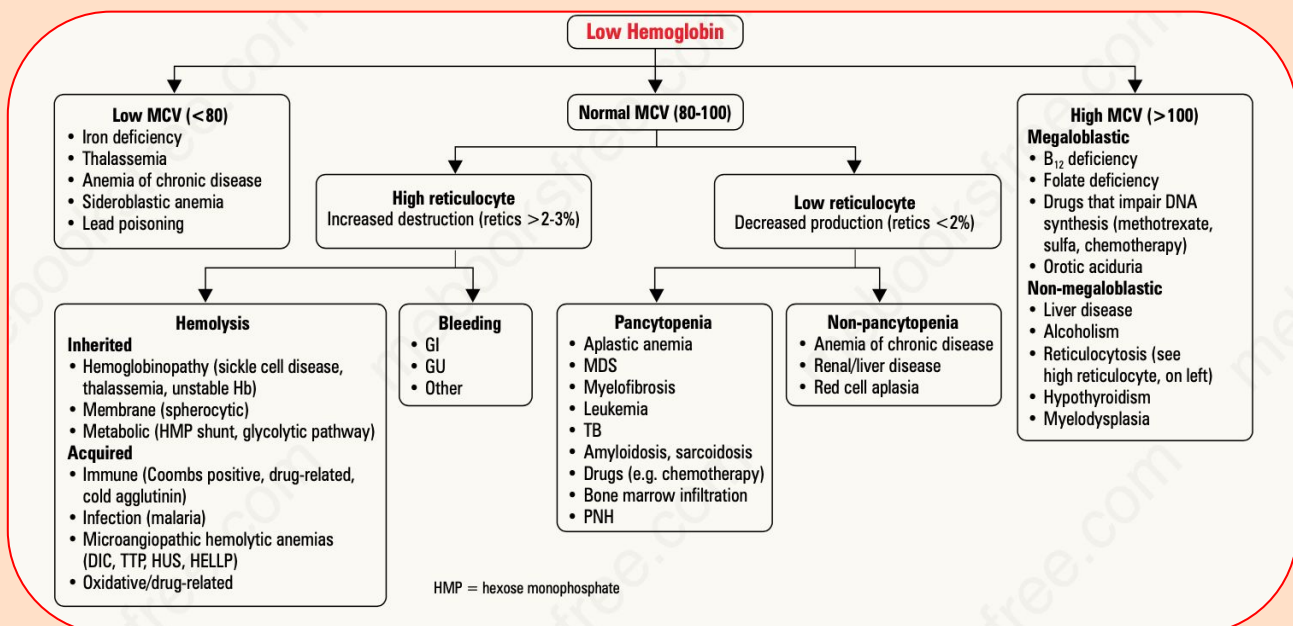 Low Hemoglobin
Low MCV (<80)
• Iron deficiency
• Thalassemia
• Anemia of chronic disease
• Sideroblastic anemia
• Lead poisoning
Normal MCV (80-100)
High MCV (>100)
Megaloblastic
• B₁₂ deficiency
• Folate deficiency
• Drugs that impair DNA
synthesis (methotrexate,
sulfa, chemotherapy)
• Orotic aciduria
Non-megaloblastic
• Liver disease
• Alcoholism
• Reticulocytosis (see
high reticulocyte, on left)
• Hypothyroidism
• Myelodysplasia
High reticulocyte
Increased destruction (retics >2-3%)
Low reticulocyte
Decreased production (retics <2%)
Hemolysis
Inherited
• Hemoglobinopathy (sickle cell disease,
thalassemia, unstable Hb)
• Membrane (spherocytic)
• Metabolic (HMP shunt, glycolytic pathway)
Acquired
• Immune (Coombs positive, drug-related,
cold agglutinin)
• Infection (malaria)
• Microangiopathic hemolytic anemias
(DIC, TTP, HUS, HELLP)
• Oxidative/drug-related
Bleeding
• GI
• GU
• Other
Pancytopenia
• Aplastic anemia
• MDS
• Myelofibrosis
• Leukemia
• TB
• Amyloidosis, sarcoidosis
• Drugs (e.g. chemotherapy)
• Bone marrow infiltration
• PNH
Non-pancytopenia
• Anemia of chronic disease
• Renal/liver disease
• Red cell aplasia
HMP = hexose monophosphate
mebooksfree.com